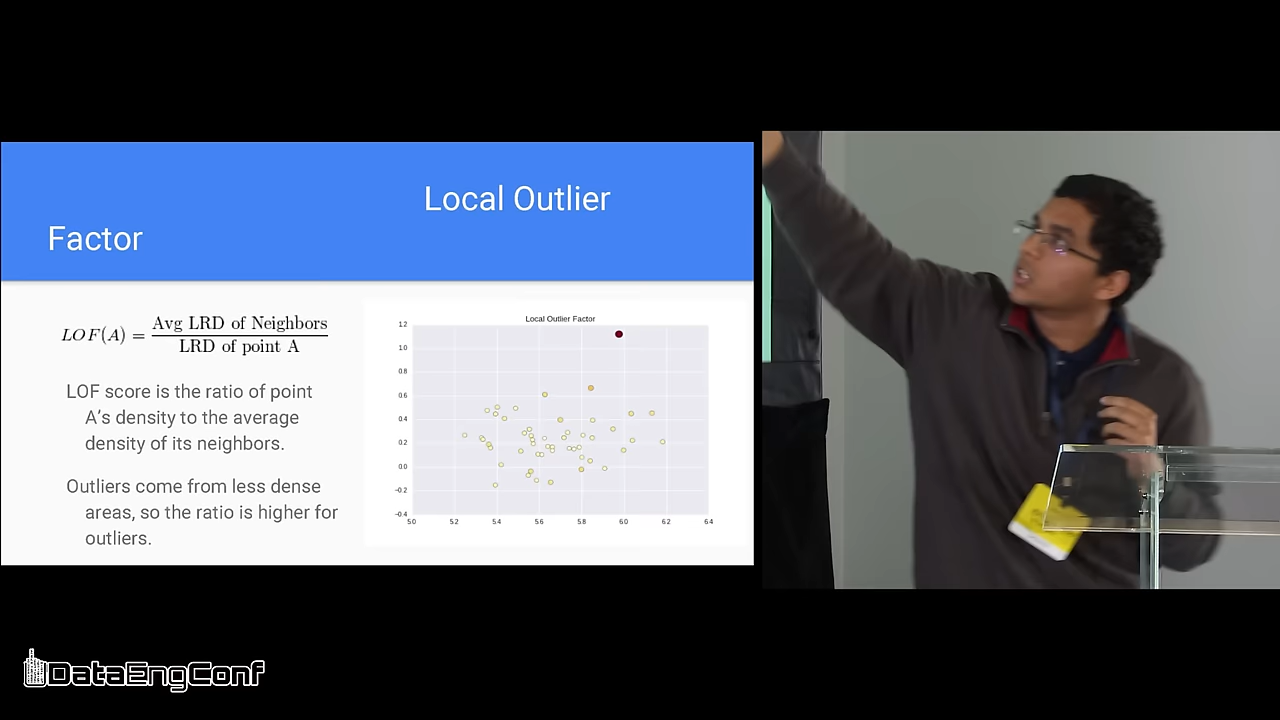 Local Outlier
Factor
LOF(A) = Avg LRD of Neighbors
LRD of point A
LOF score is the ratio of point
A's density to the average
density of its neighbors.
Outliers come from less dense
areas, so the ratio is higher for
outliers.
Local Outlier Factor
1.2
1.0
0.8
0.6
0.4
0.2
0.0
−0.2
−0.4
5.0 5.2 5.4 5.6 5.8 6.0 6.2 6.4
DataEngConf